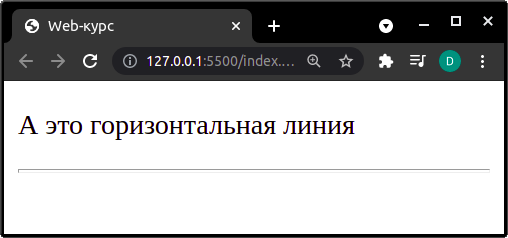 Web-курс
127.0.0.1:5500/index....
D
А это горизонтальная линия